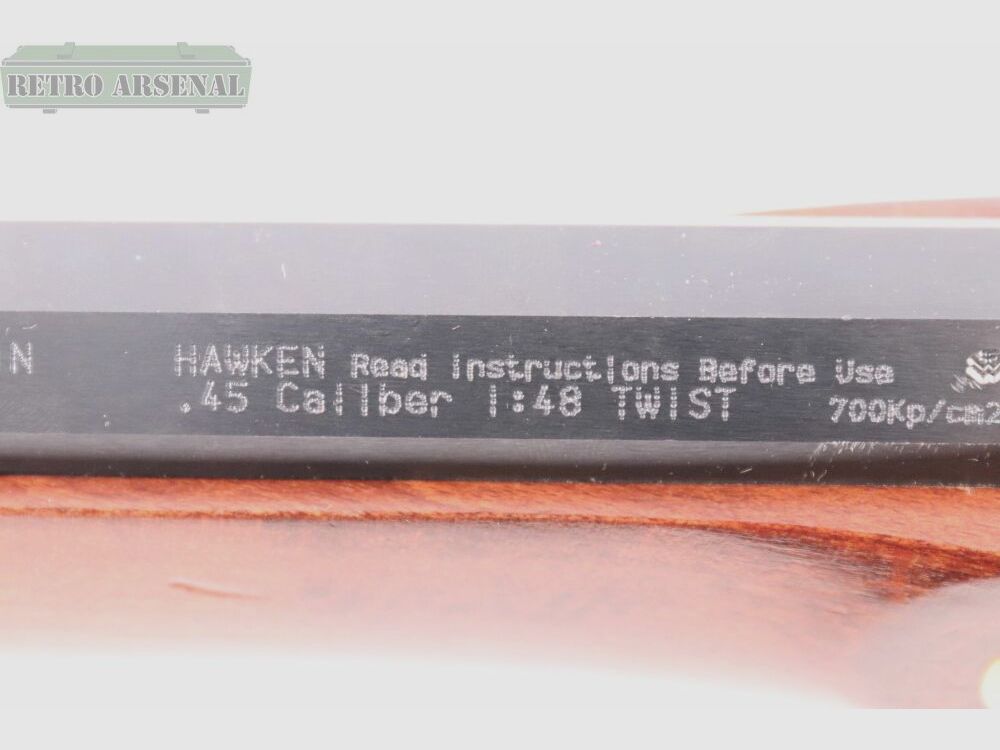 RETRO ARSENAL
N HAWKEN Read Instructions Before Use
.45 Caliber 1:48 TWIST 700Kp/cm2